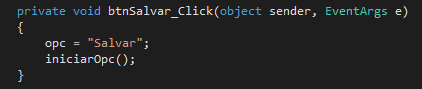 private void btnSalvar_Click(object sender, EventArgs e)
{
    opc = "Salvar";
    iniciarOpc();
}